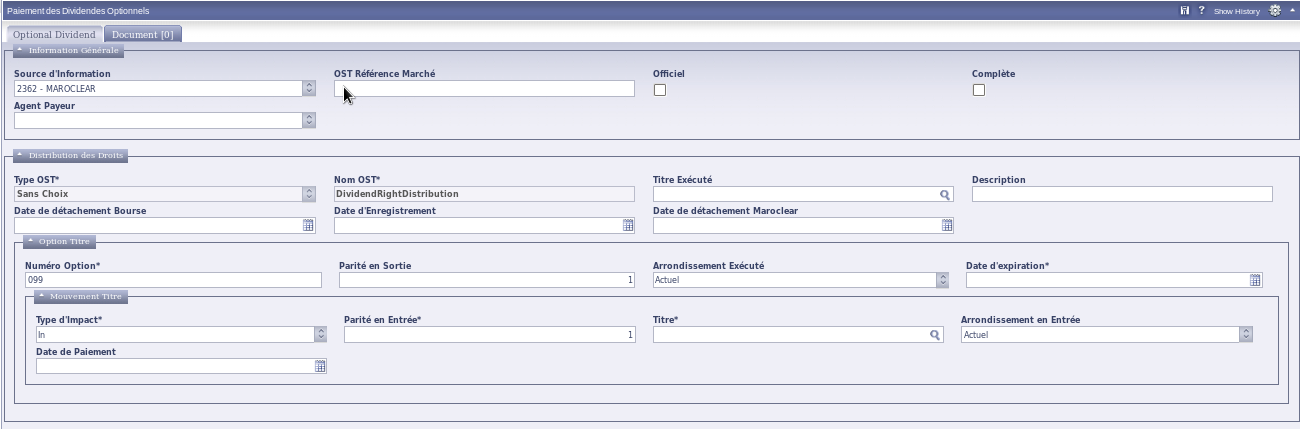 Paiement des Dividendes Optionnels ? Show History
Optional Dividend Document [0]
Information Générale
Source d'Information OST Référence Marché Officiel Complète
2362 - MAROCLEAR
Agent Payeur
Distribution des Droits
Type OST* Nom OST* Titre Exécuté Description
Sans Choix DividendRightDistribution
Date de détachement Bourse Date d'Enregistrement Date de détachement Maroclear
Option Titre
Numéro Option* Parité en Sortie Arrondissement Exécuté Date d'expiration*
099 1 Actuel
Mouvement Titre
Type d'Impact* Parité en Entrée* Titre* Arrondissement en Entrée
In 1 Actuel
Date de Paiement